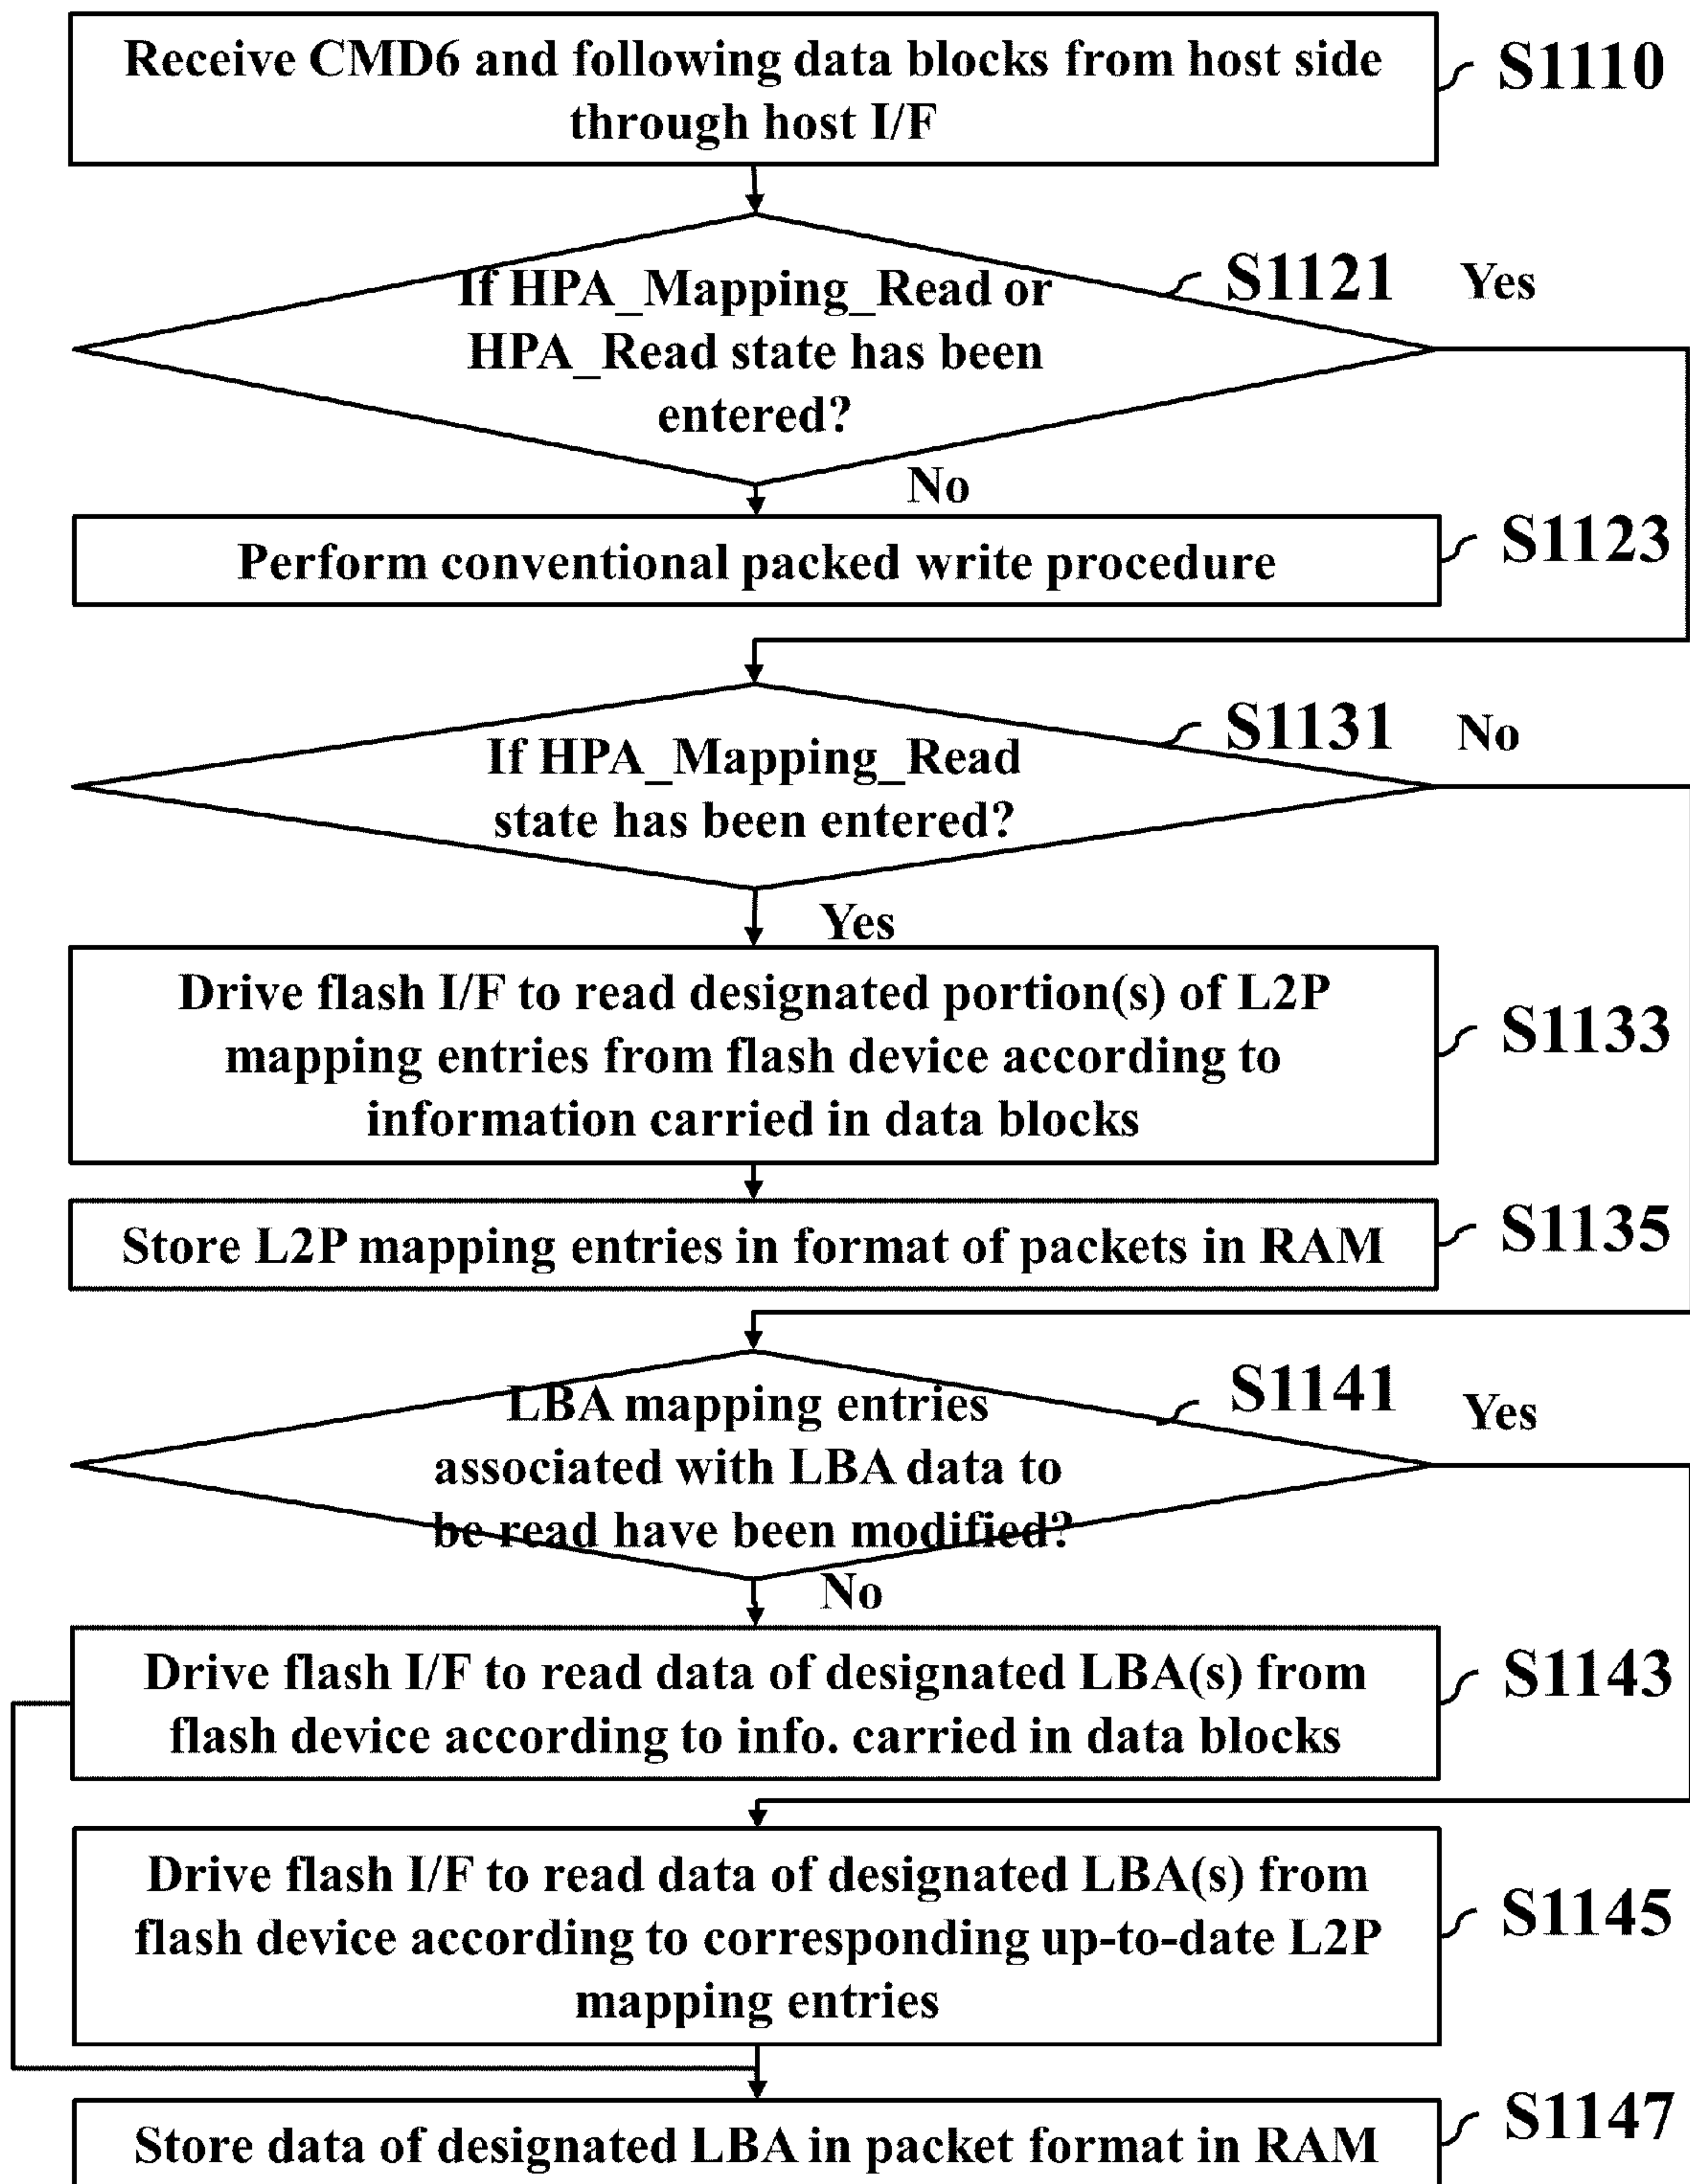 Receive CMD6 and following data blocks from host side
through host I/F
S1110
If HPA_Mapping_Read or
HPA_Read state has been
entered?
S1121
Yes
No
Perform conventional packed write procedure
S1123
If HPA_Mapping_Read
state has been entered?
S1131
No
Yes
Drive flash I/F to read designated portion(s) of L2P
mapping entries from flash device according to
information carried in data blocks
S1133
Store L2P mapping entries in format of packets in RAM
S1135
LBA mapping entries
associated with LBA data to
be read have been modified?
S1141
Yes
No
Drive flash I/F to read data of designated LBA(s) from
flash device according to info. carried in data blocks
S1143
Drive flash I/F to read data of designated LBA(s) from
flash device according to corresponding up-to-date L2P
mapping entries
S1145
Store data of designated LBA in packet format in RAM
S1147